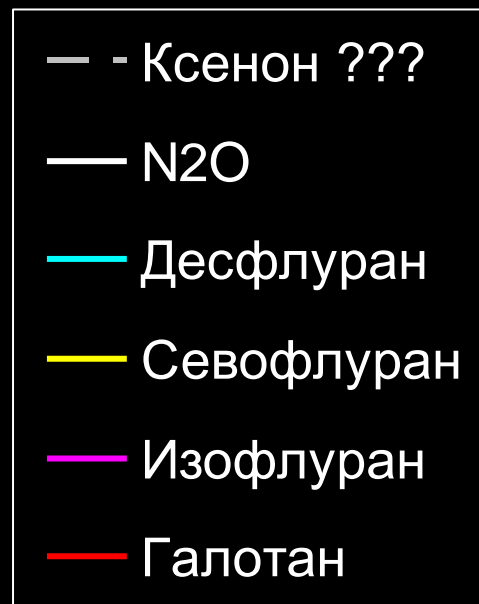 Ксенон ???
N2O
Десфлуран
Севофлуран
Изофлуран
Галотан